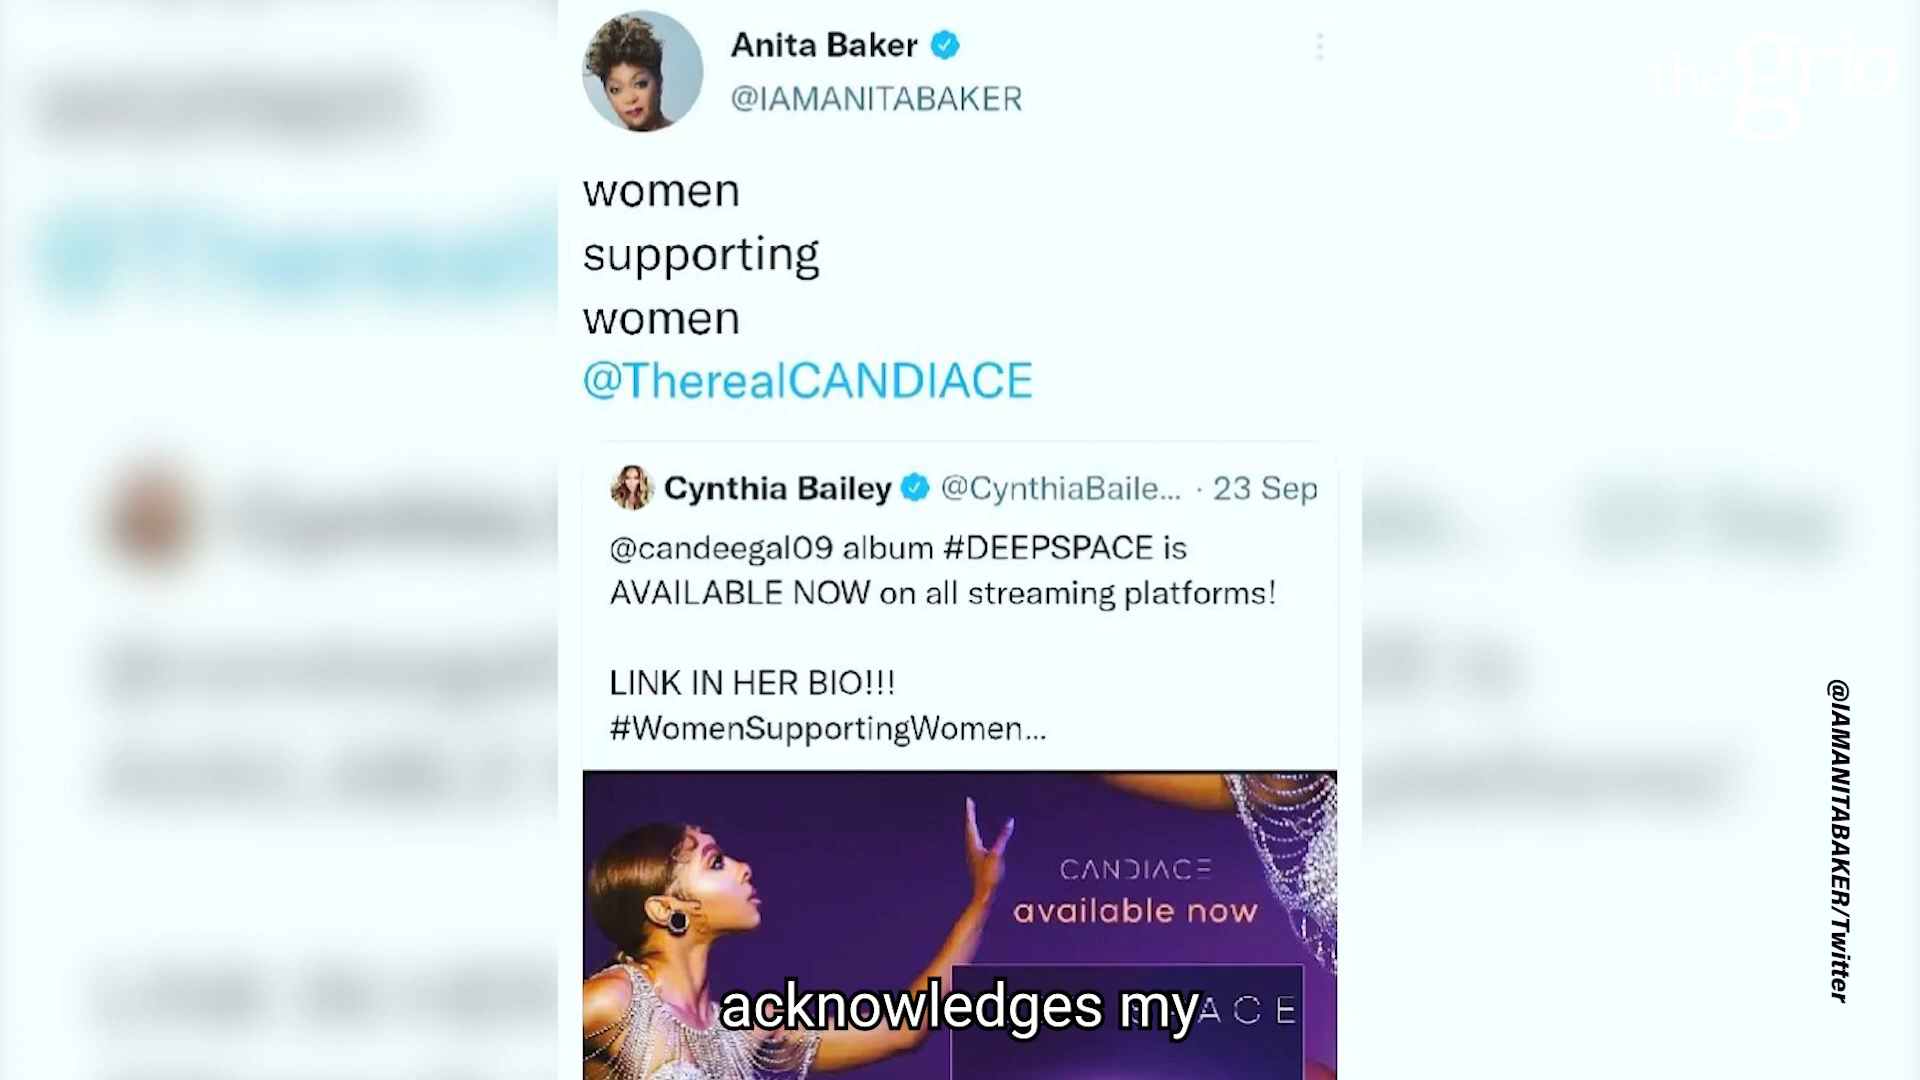 Anita Baker
@IAMANITABAKER
thegrio
women
supporting
women
@TherealCANDIACE
Cynthia Bailey @CynthiaBaile... · 23 Sep
@candeegal09 album #DEEPSPACE is
AVAILABLE NOW on all streaming platforms!
LINK IN HER BIO!!!
#WomenSupportingWomen...
CANDIACE
available now
acknowledges my
@IAMANITABAKER/Twitter